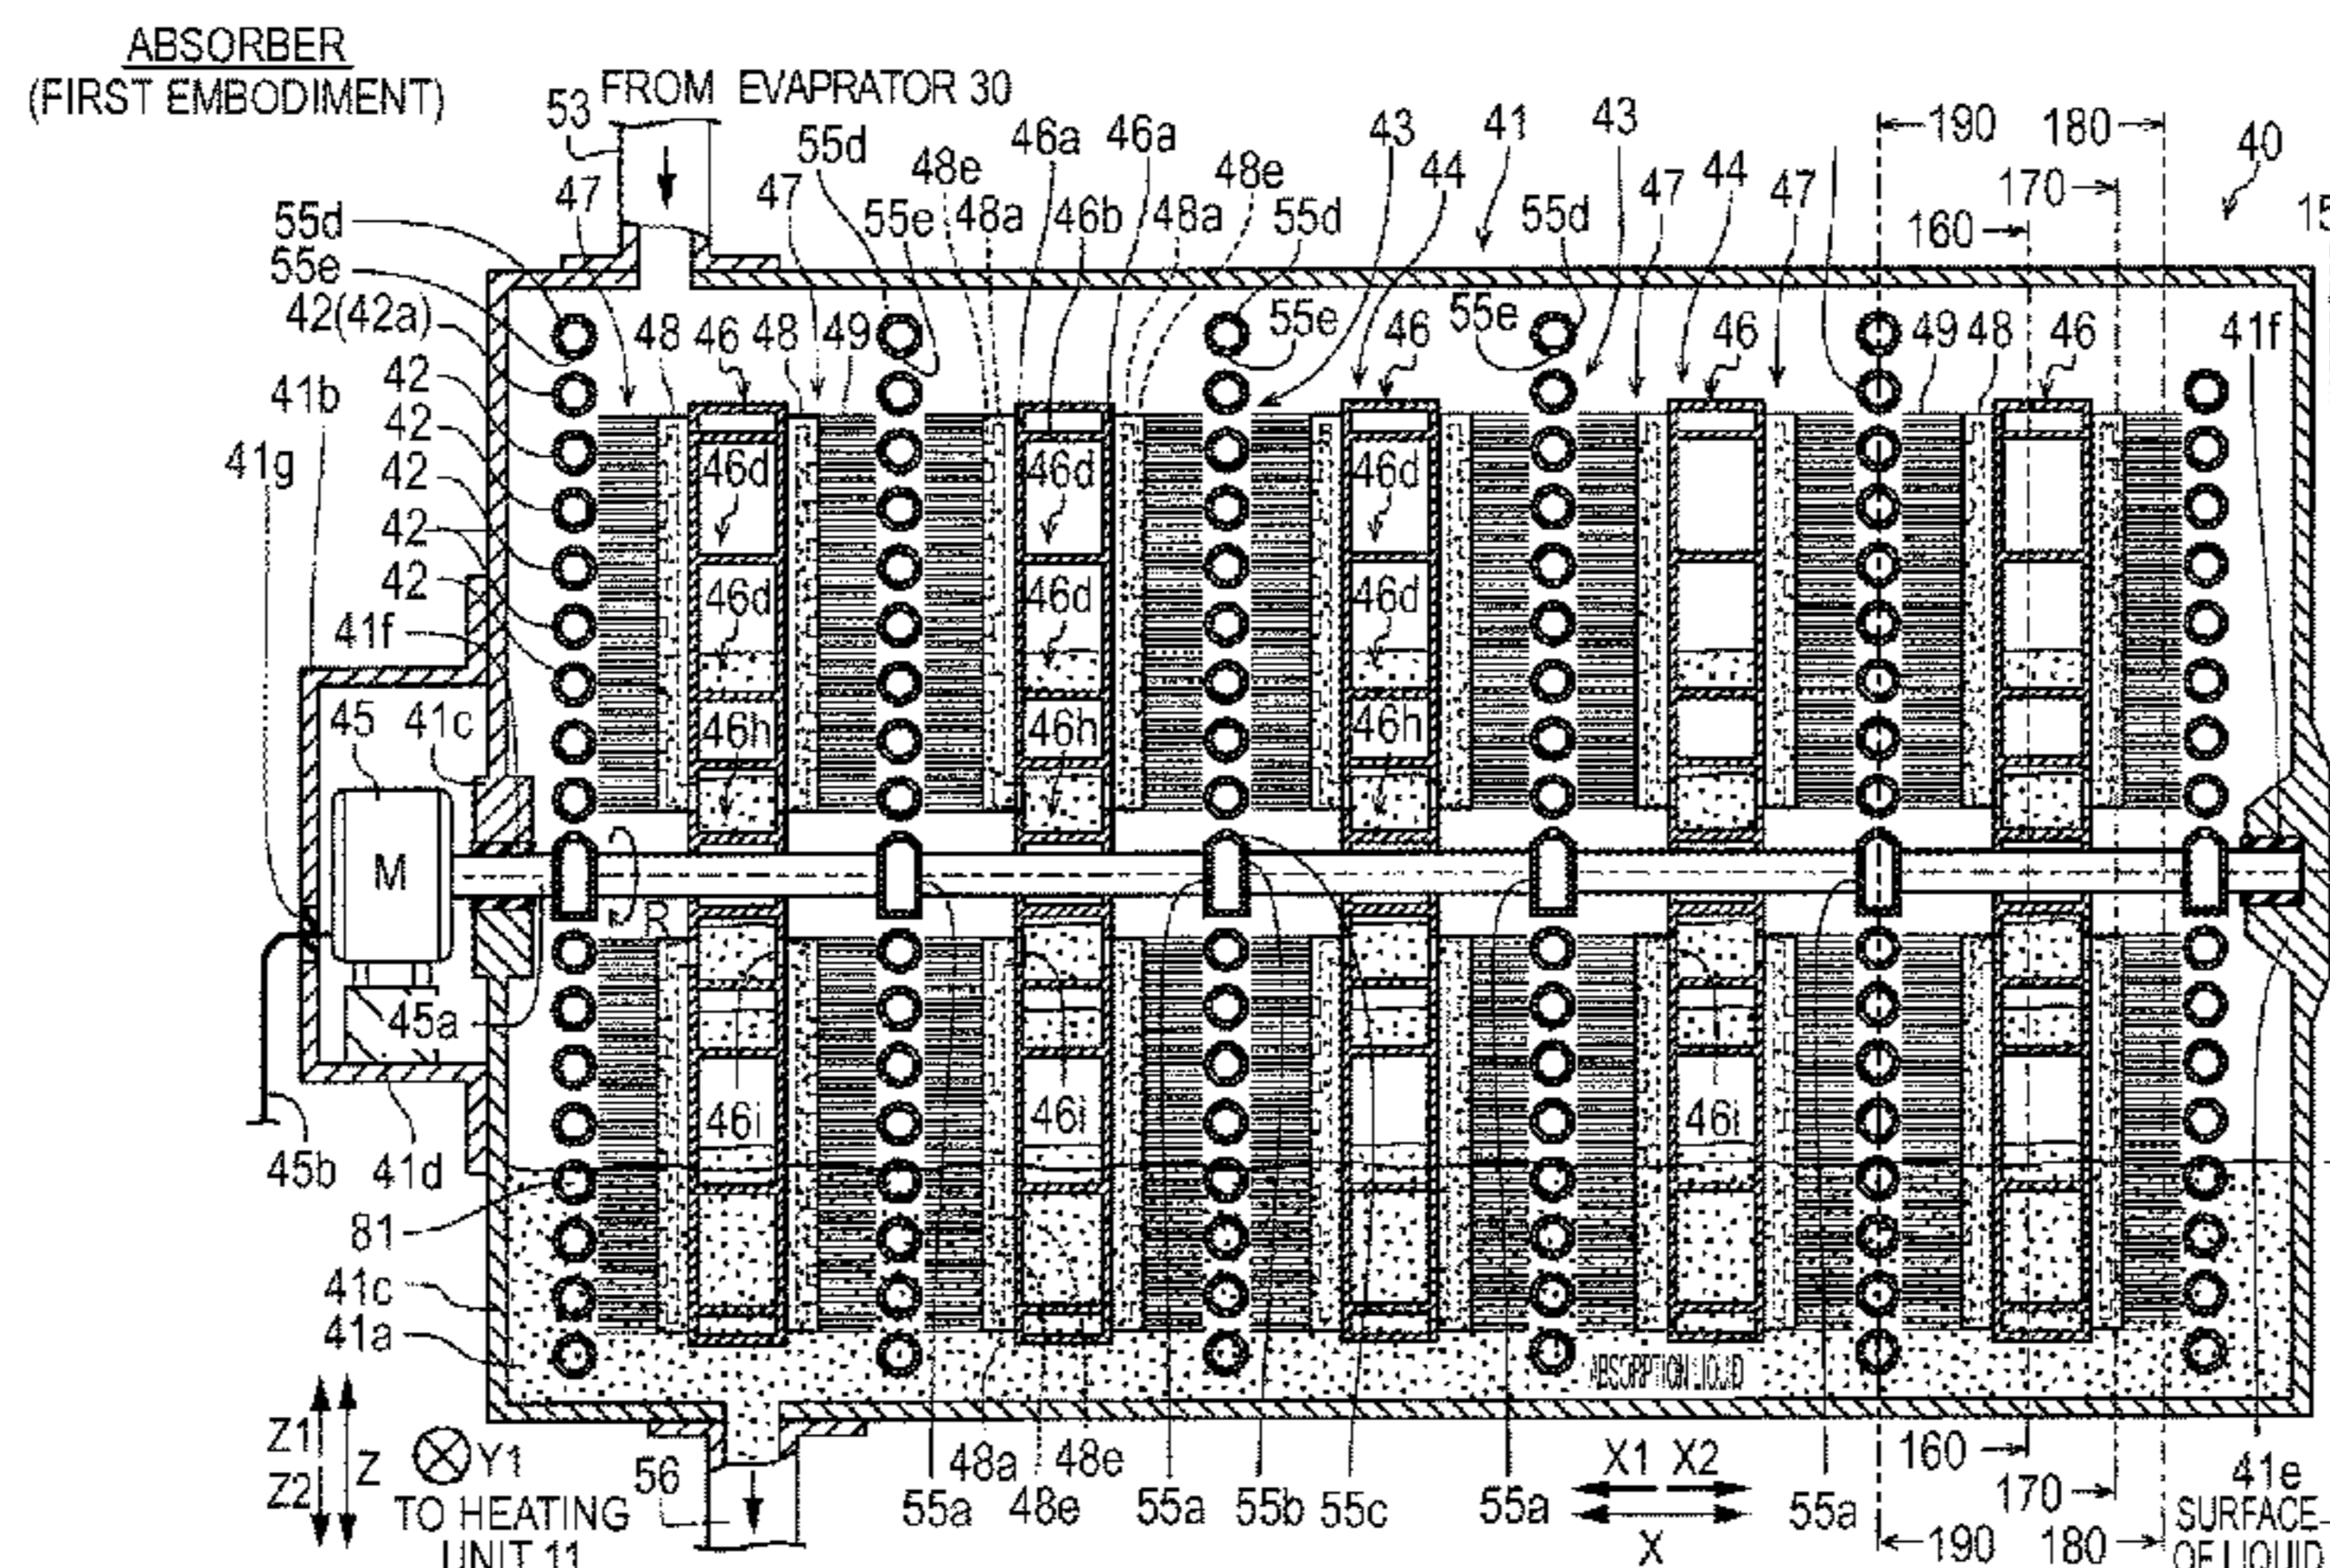 ABSORBER
(FIRST EMBODIMENT)
FROM EVAPRATOR 30
53
55d
46a
46a
43
41
43
190
180
40
47
47
55e
48e
48a
46b
48a
48e
55d
44
55d
47
44
47
170
160
15
55d
55e
42(42a)
48
46
48
49
55e
46
55e
46
49
48
46
41f
41b
42
42
42
42
42
41g
41f
46d
46d
46d
46d
46d
46d
45
41c
46h
46h
46h
M
R
45a
46i
46i
46i
45b
41d
81
41c
41a
ABSORPTION LIQUID
Z1
Z2
Z
Y1
TO HEATING
UNIT 11
56
55a
48a
48e
48e
55a
55b
55c
55a
X1 X2
X
55a
160
170
190
180
41e
SURFACE
OF LIQUID